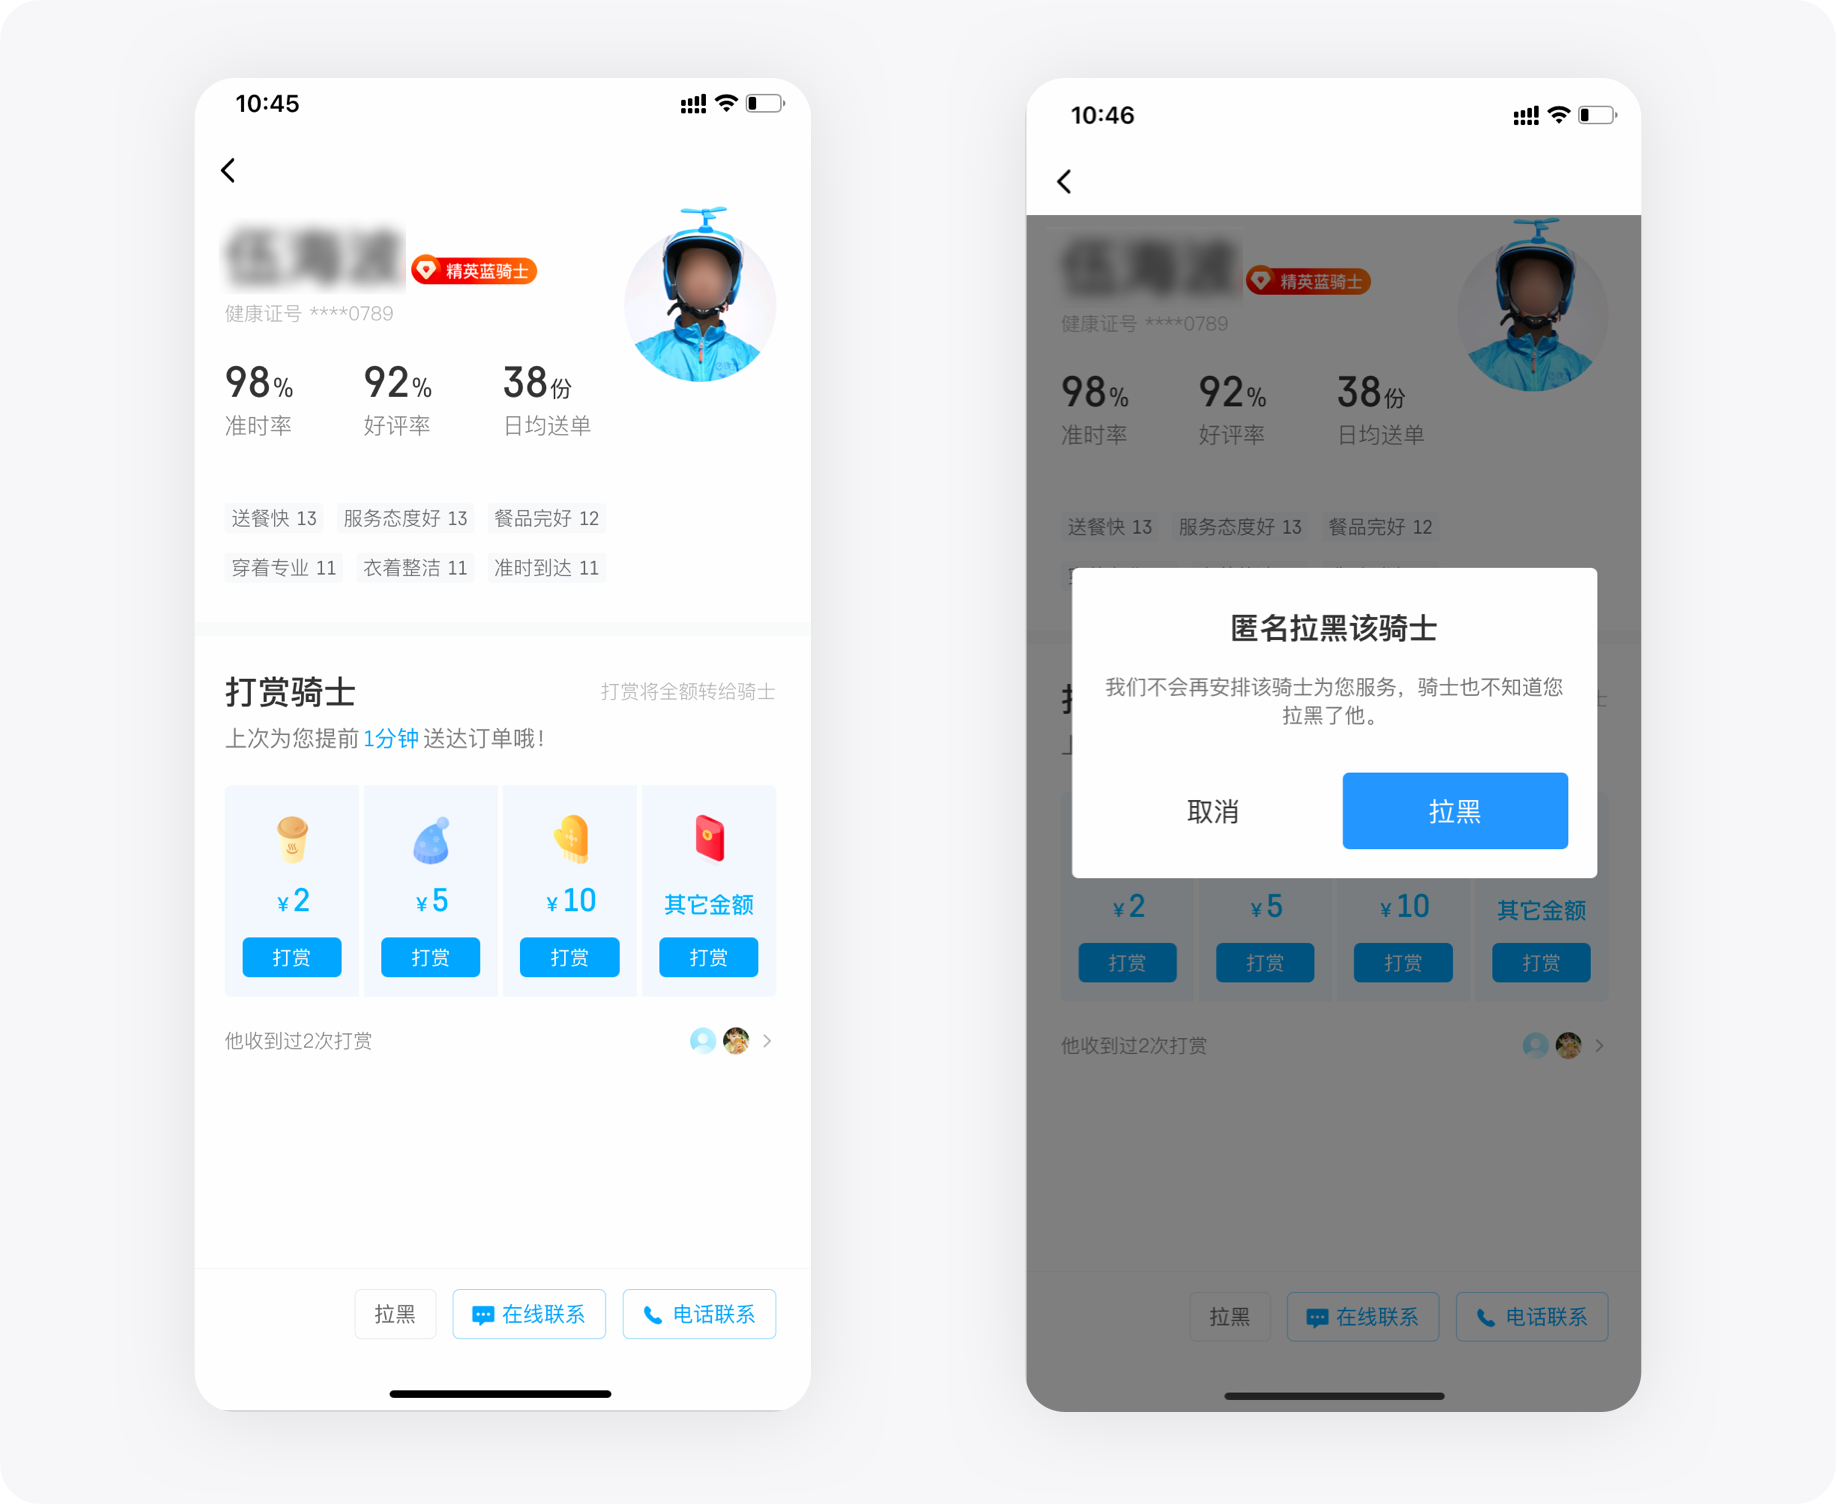 10:45
精英蓝骑士
健康证号 ****0789
98% 92% 38份
准时率 好评率 日均送单
送餐快 13 服务态度好 13 餐品完好 12
穿着专业 11 衣着整洁 11 准时到达 11
打赏骑士 打赏将全额转给骑士
上次为您提前 1分钟 送达订单哦！
¥2 ¥5 ¥10 其它金额
打赏 打赏 打赏 打赏
他收到过2次打赏
拉黑 在线联系 电话联系
10:46
精英蓝骑士
健康证号 ****0789
98% 92% 38份
准时率 好评率 日均送单
送餐快 13 服务态度好 13 餐品完好 12
匿名拉黑该骑士
我们不会再安排该骑士为您服务，骑士也不知道您
拉黑了他。
取消 拉黑
¥2 ¥5 ¥10 其它金额
打赏 打赏 打赏 打赏
他收到过2次打赏
拉黑 在线联系 电话联系